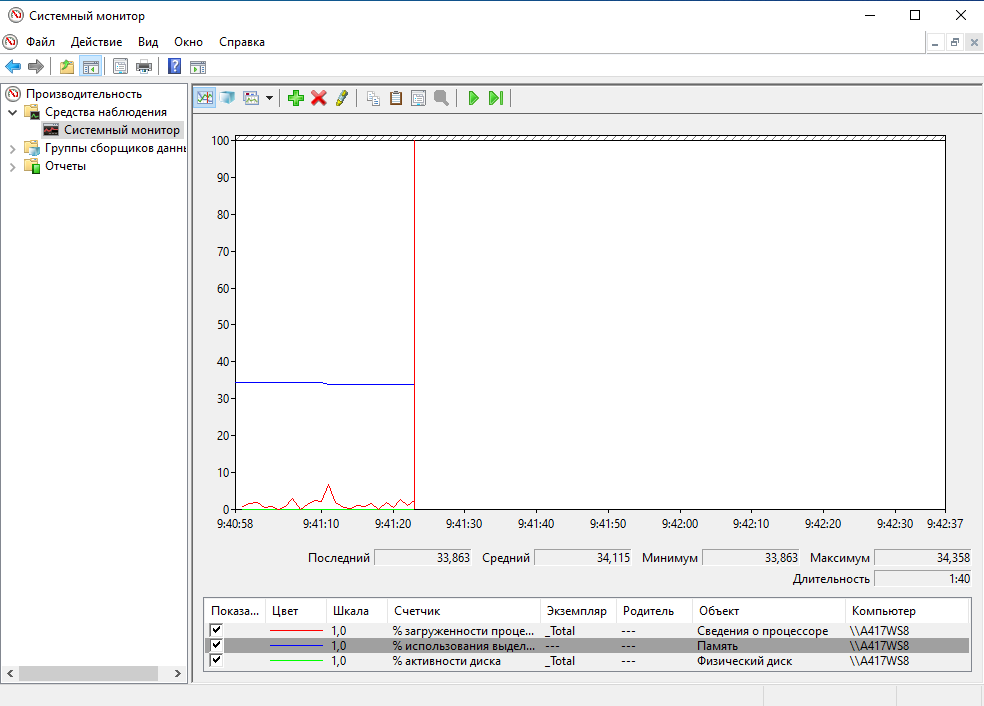 Системный монитор
Файл Действие Вид Окно Справка
Производительность
Средства наблюдения
Системный монитор
Группы сборщиков даннь
Отчеты
100
90
80
70
60
50
40
30
20
10
0
9:40:58 9:41:10 9:41:20 9:41:30 9:41:40 9:41:50 9:42:00 9:42:10 9:42:20 9:42:30 9:42:37
Последний 33,863 Средний 34,115 Минимум 33,863 Максимум 34,358
Длительность 1:40
Показа... Цвет Шкала Счетчик Экземпляр Родитель Объект Компьютер
1,0 % загруженности проце... _Total --- Сведения о процессоре \\A417WS8
1,0 % использования выдел... --- --- Память \\A417WS8
1,0 % активности диска _Total --- Физический диск \\A417WS8